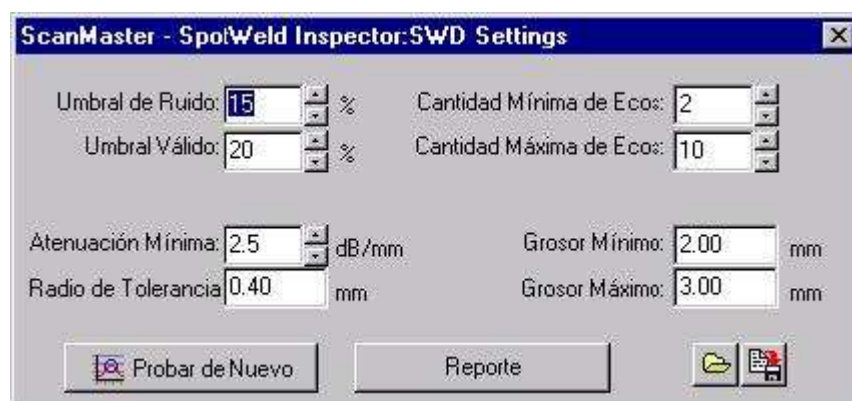 ScanMaster - SpotWeld Inspector:SWD Settings
Umbral de Ruido: 15 % Cantidad Mínima de Ecos: 2
Umbral Válido: 20 % Cantidad Máxima de Ecos: 10
Atenuación Mínima: 2.5 dB/mm Grosor Mínimo: 2.00 mm
Radio de Tolerancia 0.40 mm Grosor Máximo: 3.00 mm
Probar de Nuevo Reporte